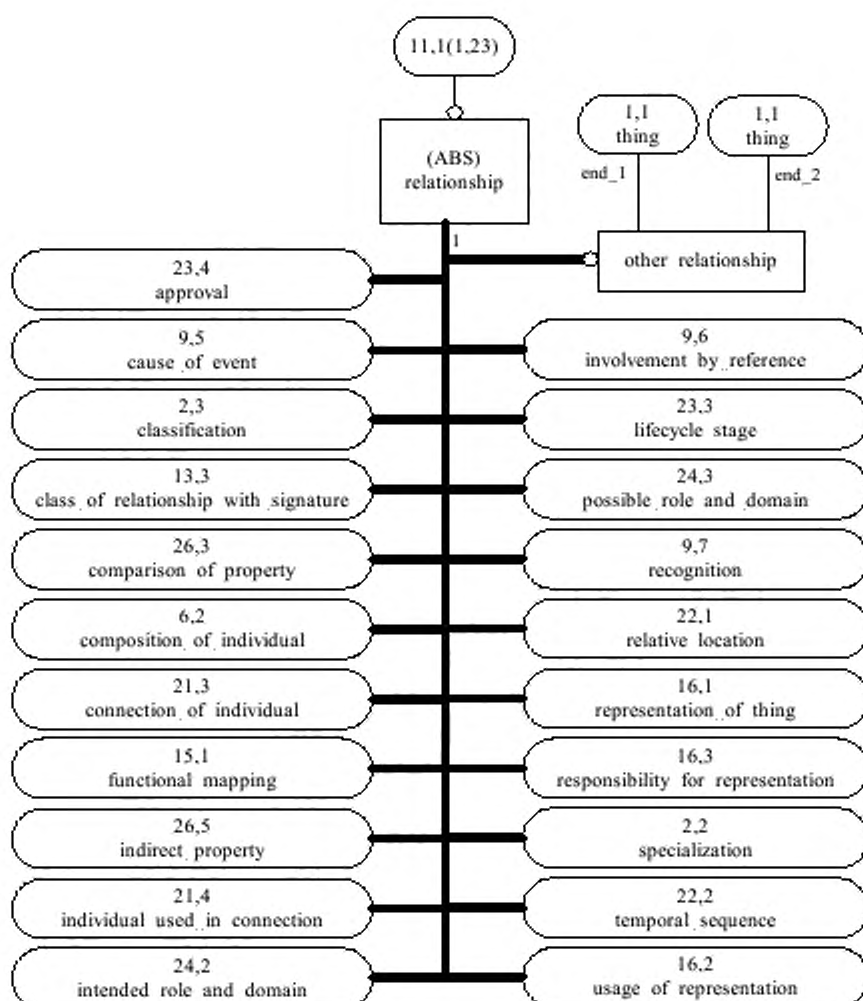 11,1(1,23)
(ABS)
relationship
1,1
thing
1,1
thing
end_1
end_2
1
other relationship
23,4
approval
9,5
cause of event
9,6
involvement by reference
2,3
classification
23,3
lifecycle stage
13,3
class of relationship with signature
24,3
possible role and domain
26,3
comparison of property
9,7
recognition
6,2
composition of individual
22,1
relative location
21,3
connection of individual
16,1
representation of thing
15,1
functional mapping
16,3
responsibility for representation
26,5
indirect property
2,2
specialization
21,4
individual used in connection
22,2
temporal sequence
24,2
intended role and domain
16,2
usage of representation